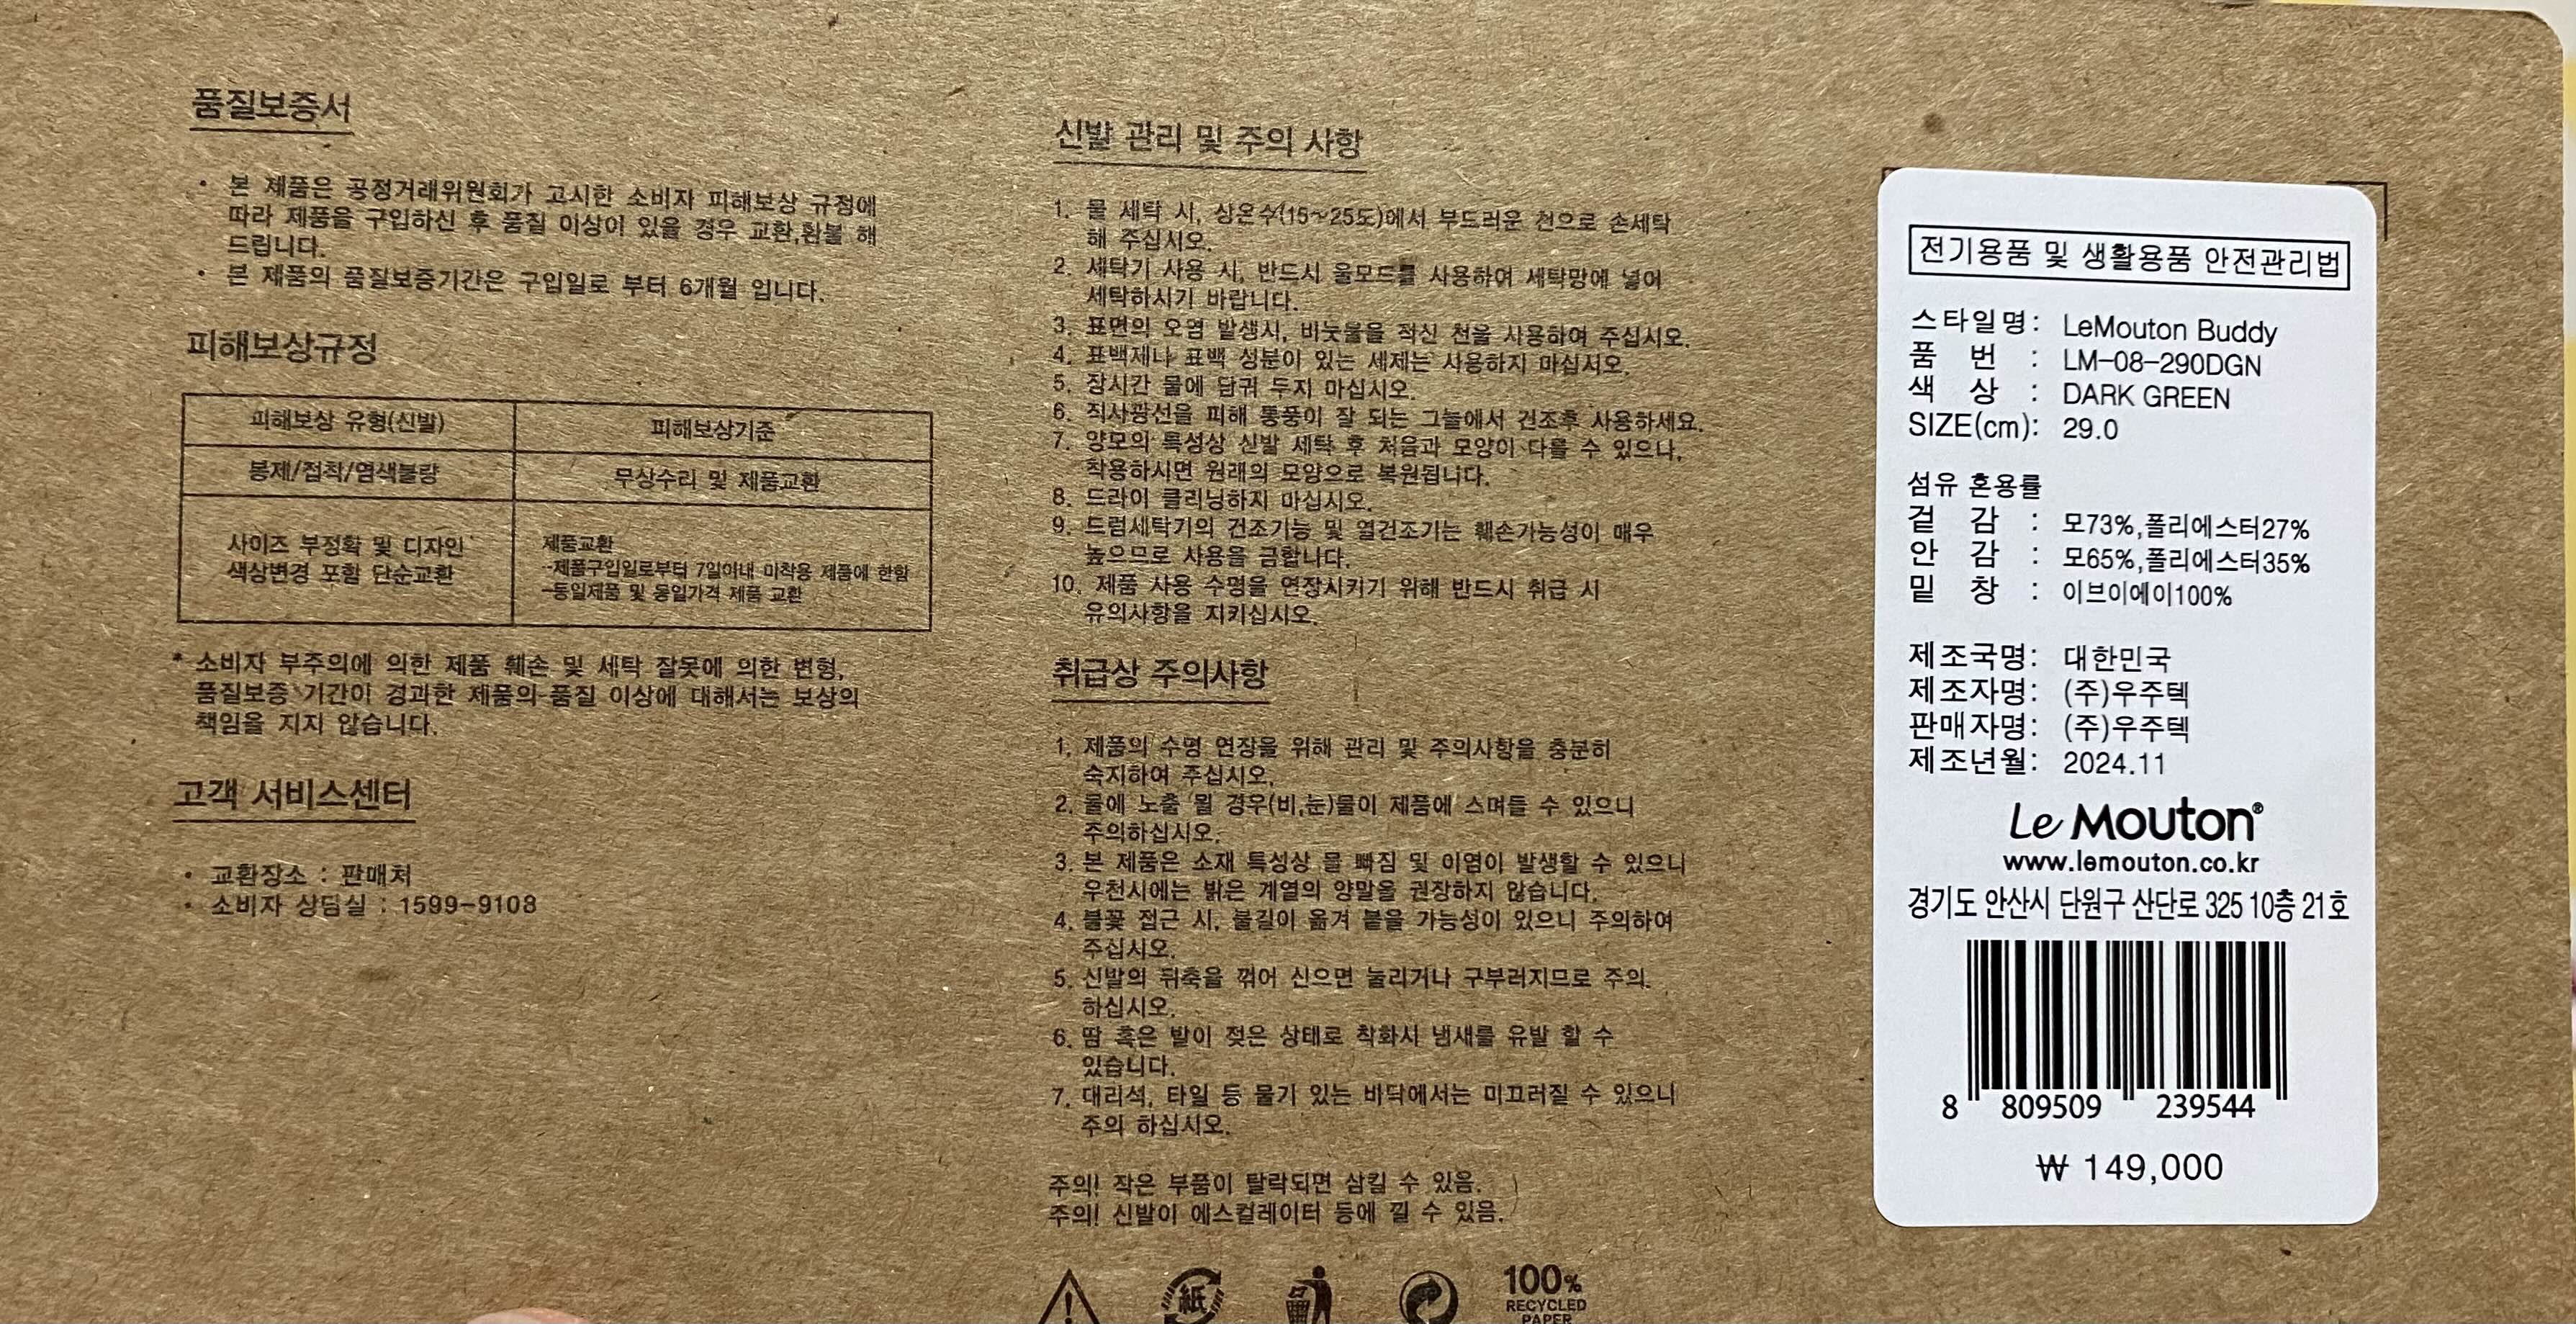 품질보증서
• 본 제품은 공정거래위원회가 고시한 소비자 피해보상 규정에
따라 제품을 구입하신 후 품질 이상이 있을 경우 교환,환불 해
드립니다.
• 본 제품의 품질보증기간은 구입일로 부터 6개월 입니다.
피해보상규정
피해보상 유형(신발)
피해보상기준
봉제/접착/염색불량
무상수리 및 제품교환
사이즈 부정확 및 디자인
색상변경 포함 단순교환
제품교환
-제품구입일로부터 7일이내 미착용 제품에 한함
-동일제품 및 동일가격 제품 교환
* 소비자 부주의에 의한 제품 훼손 및 세탁 잘못에 의한 변형,
품질보증 기간이 경과한 제품의 품질 이상에 대해서는 보상의
책임을 지지 않습니다.
고객 서비스센터
• 교환장소 : 판매처
• 소비자 상담실 : 1599-9108
신발 관리 및 주의 사항
1. 물 세탁 시, 상온수(15~25도)에서 부드러운 천으로 손세탁
해 주십시오.
2. 세탁기 사용 시, 반드시 울모드를 사용하여 세탁망에 넣어
세탁하시기 바랍니다.
3. 표면의 오염 발생시, 비눗물을 적신 천을 사용하여 주십시오.
4. 표백제나 표백 성분이 있는 세제는 사용하지 마십시오.
5. 장시간 물에 담궈 두지 마십시오.
6. 직사광선을 피해 통풍이 잘 되는 그늘에서 건조후 사용하세요.
7. 양모의 특성상 신발 세탁 후 처음과 모양이 다를 수 있으나,
착용하시면 원래의 모양으로 복원됩니다.
8. 드라이 클리닝하지 마십시오.
9. 드럼세탁기의 건조기능 및 열건조기는 훼손가능성이 매우
높으므로 사용을 금합니다.
10. 제품 사용 수명을 연장시키기 위해 반드시 취급 시
유의사항을 지키십시오.
취급상 주의사항
1. 제품의 수명 연장을 위해 관리 및 주의사항을 충분히
숙지하여 주십시오.
2. 물에 노출 될 경우(비,눈)물이 제품에 스며들 수 있으니
주의하십시오.
3. 본 제품은 소재 특성상 물 빠짐 및 이염이 발생할 수 있으니
우천시에는 밝은 계열의 양말을 권장하지 않습니다.
4. 불꽃 접근 시, 불길이 옮겨 붙을 가능성이 있으니 주의하여
주십시오.
5. 신발의 뒤축을 꺾어 신으면 눌리거나 구부러지므로 주의
하십시오.
6. 땀 혹은 발이 젖은 상태로 착화시 냄새를 유발 할 수
있습니다.
7. 대리석, 타일 등 물기 있는 바닥에서는 미끄러질 수 있으니
주의 하십시오.
주의! 작은 부품이 탈락되면 삼킬 수 있음.
주의! 신발이 에스컬레이터 등에 낄 수 있음.
紙
100%
RECYCLED
PAPER
전기용품 및 생활용품 안전관리법
스타일명: LeMouton Buddy
품 번 : LM-08-290DGN
색 상 : DARK GREEN
SIZE(cm): 29.0
섬유 혼용률
겉 감 : 모73%,폴리에스터27%
안 감 : 모65%,폴리에스터35%
밑 창 : 이브이에이100%
제조국명: 대한민국
제조자명: (주)우주텍
판매자명: (주)우주텍
제조년월: 2024.11
Le Mouton®
www.lemouton.co.kr
경기도 안산시 단원구 산단로 325 10층 21호
8 809509 239544
₩ 149,000